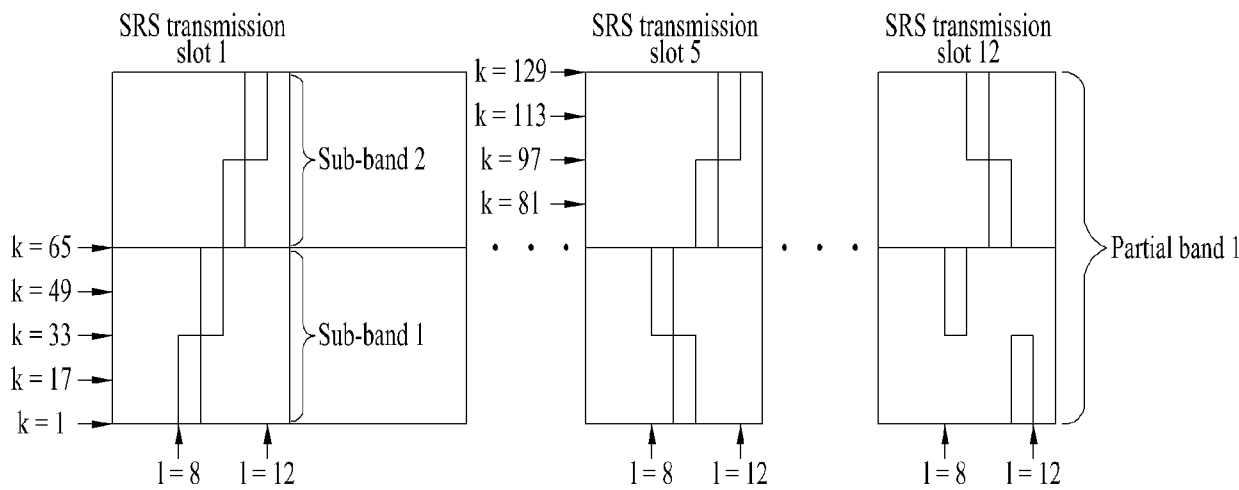 SRS transmission
slot 1
SRS transmission
slot 5
SRS transmission
slot 12
k = 129
k = 113
k = 97
k = 81
Sub-band 2
k = 65
k = 49
k = 33
k = 17
k = 1
Sub-band 1
• • •
• • •
Partial band 1
l = 8
l = 12
l = 8
l = 12
l = 8
l = 12